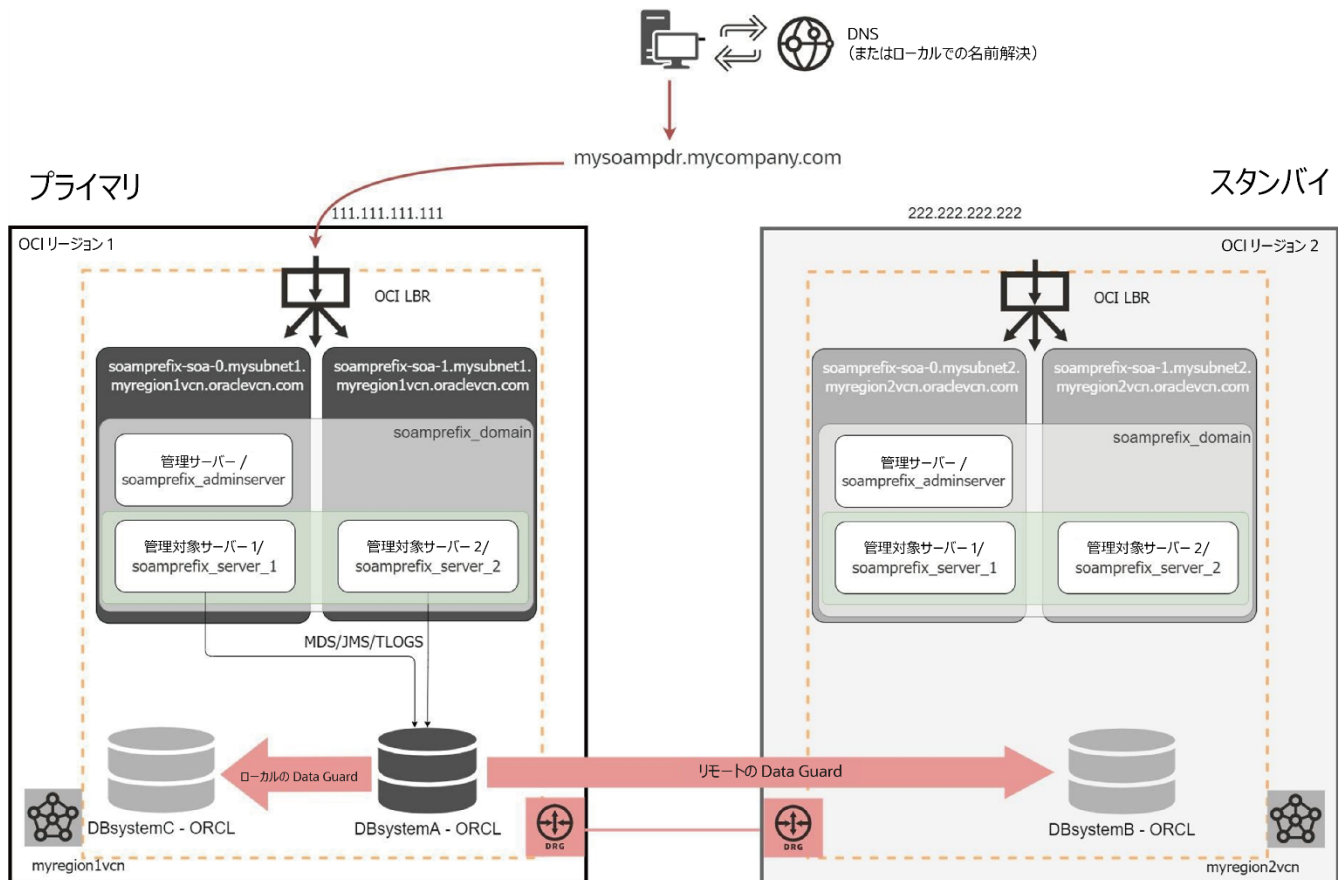 DNS
（またはローカルでの名前解決）
mysoampdr.mycompany.com
プライマリ
スタンバイ
111.111.111.111
222.222.222.222
OCI リージョン 1
OCI LBR
soamprefix-soa-0.mysubnet1.
myregion1vcn.oraclevcn.com
soamprefix-soa-1.mysubnet1.
myregion1vcn.oraclevcn.com
soamprefix_domain
管理サーバー /
soamprefix_adminserver
管理対象サーバー 1/
soamprefix_server_1
管理対象サーバー 2/
soamprefix_server_2
MDS/JMS/TLOGS
ローカルの Data Guard
リモートの Data Guard
DBsystemC - ORCL
DBsystemA - ORCL
DRG
myregion1vcn
OCI リージョン 2
OCI LBR
soamprefix-soa-0.mysubnet2.
myregion2vcn.oraclevcn.com
soamprefix-soa-1.mysubnet2.
myregion2vcn.oraclevcn.com
soamprefix_domain
管理サーバー /
soamprefix_adminserver
管理対象サーバー 1/
soamprefix_server_1
管理対象サーバー 2/
soamprefix_server_2
DRG
DBsystemB - ORCL
myregion2vcn